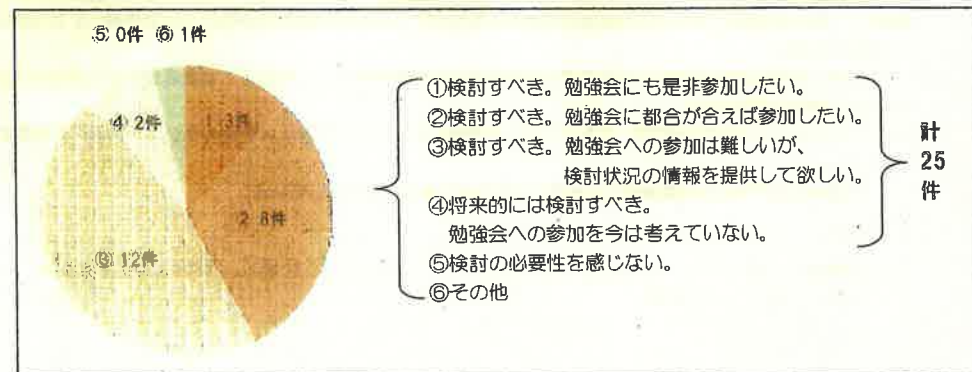 ⑤ 0件 ⑥ 1件
④ 2件
1 3件
2 8件
③ 12件
①検討すべき。勉強会にも是非参加したい。
②検討すべき。勉強会に都合が合えば参加したい。
③検討すべき。勉強会への参加は難しいが、
検討状況の情報を提供して欲しい。
④将来的には検討すべき。
勉強会への参加を今は考えていない。
⑤検討の必要性を感じない。
⑥その他
計
25
件